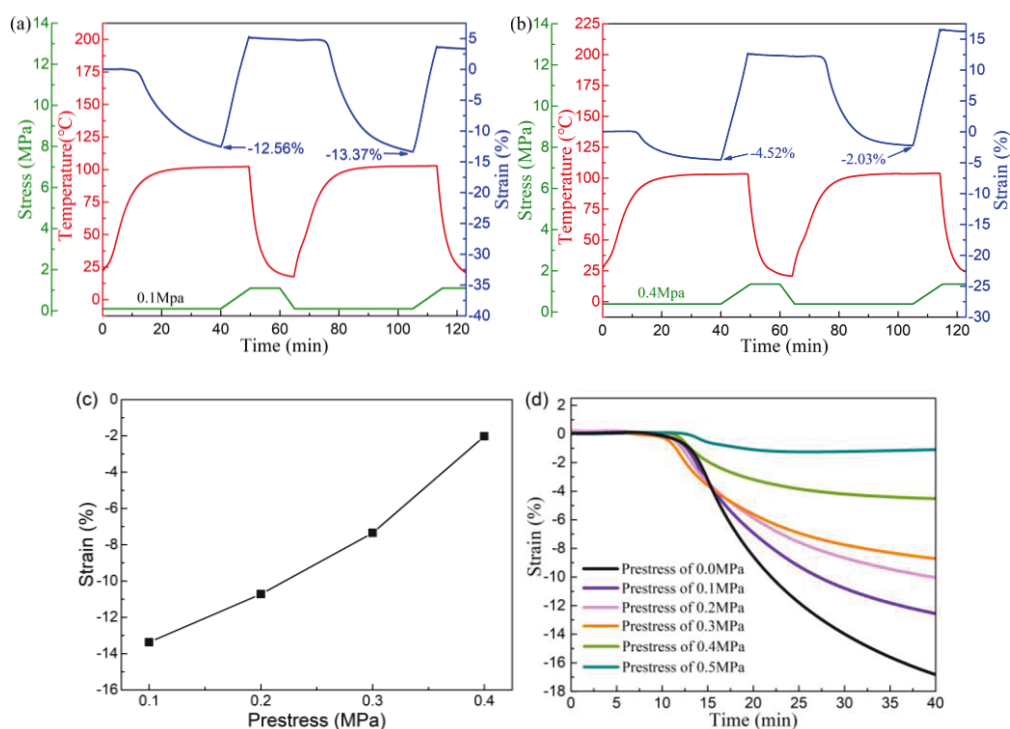 (a)
Stress (MPa)
14
12
10
8
6
4
2
0
Temperature(°C)
200
175
150
125
100
75
50
25
0
-12.56%
-13.37%
0.1Mpa
0 20 40 60 80 100 120
Time (min)
5
0
-5
-10
-15
-20
-25
-30
-35
-40
Strain (%)
(b)
Stress (MPa)
14
12
10
8
6
4
2
0
Temperature (°C)
225
200
175
150
125
100
75
50
25
0
-4.52%
-2.03%
0.4Mpa
0 20 40 60 80 100 120
Time (min)
15
10
5
0
-5
-10
-15
-20
-25
-30
Strain (%)
(c)
Strain (%)
0
-2
-4
-6
-8
-10
-12
-14
-16
0.1 0.2 0.3 0.4
Prestress (MPa)
(d)
Strain (%)
2
0
-2
-4
-6
-8
-10
-12
-14
-16
-18
Prestress of 0.0MPa
Prestress of 0.1MPa
Prestress of 0.2MPa
Prestress of 0.3MPa
Prestress of 0.4MPa
Prestress of 0.5MPa
0 5 10 15 20 25 30 35 40
Time (min)